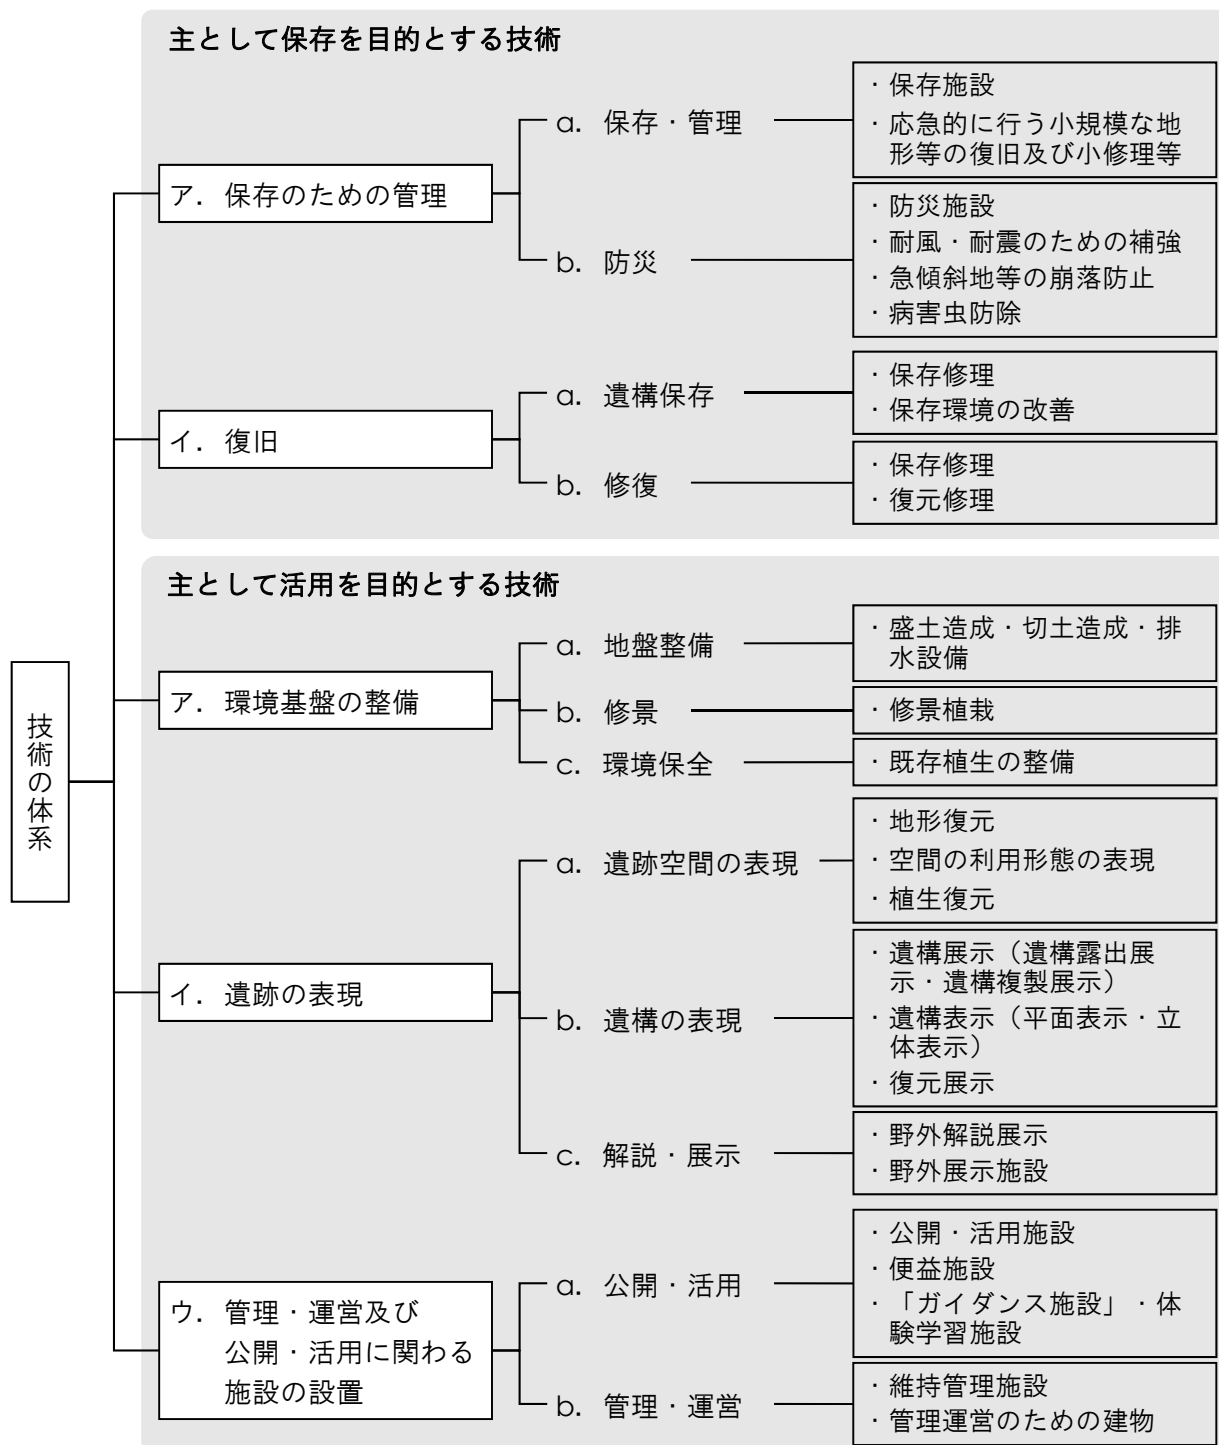 主として保存を目的とする技術
・保存施設
・応急的に行う小規模な地
形等の復旧及び小修理等
a. 保存・管理
ア. 保存のための管理
・防災施設
・耐風・耐震のための補強
・急傾斜地等の崩落防止
・病害虫防除
b. 防災
・保存修理
・保存環境の改善
a. 遺構保存
イ. 復旧
・保存修理
・復元修理
b. 修復
主として活用を目的とする技術
・盛土造成・切土造成・排
水設備
a. 地盤整備
ア. 環境基盤の整備
b. 修景
・修景植栽
c. 環境保全
・既存植生の整備
技術の体系
・地形復元
・空間の利用形態の表現
・植生復元
a. 遺跡空間の表現
・遺構展示（遺構露出展
示・遺構複製展示）
・遺構表示（平面表示・立
体表示）
・復元展示
イ. 遺跡の表現
b. 遺構の表現
・野外解説展示
・野外展示施設
c. 解説・展示
・公開・活用施設
・便益施設
・「ガイダンス施設」・体
験学習施設
a. 公開・活用
ウ. 管理・運営及び
公開・活用に関わる
施設の設置
・維持管理施設
・管理運営のための建物
b. 管理・運営